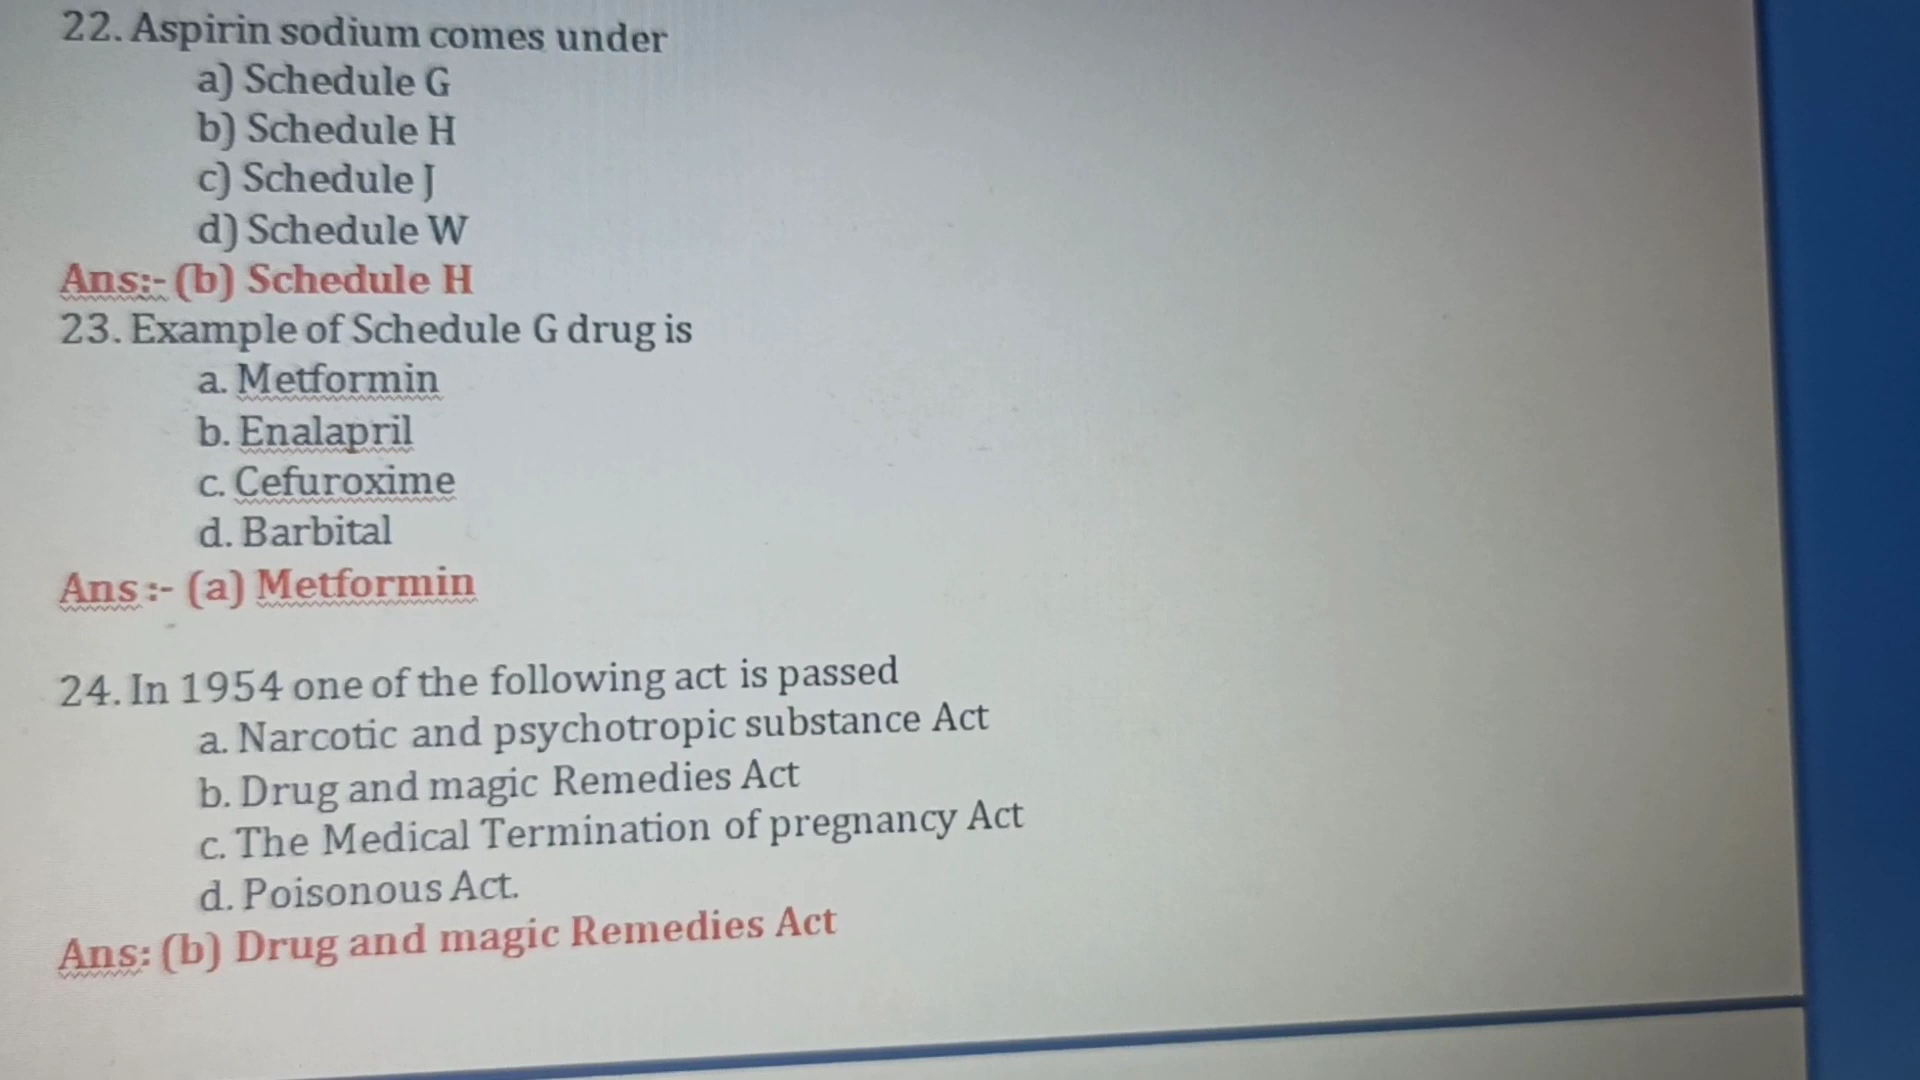 22. Aspirin sodium comes under
a) Schedule G
b) Schedule H
c) Schedule J
d) Schedule W
Ans:- (b) Schedule H
23. Example of Schedule G drug is
a. Metformin
b. Enalapril
c. Cefuroxime
d. Barbital
Ans :- (a) Metformin
24. In 1954 one of the following act is passed
a. Narcotic and psychotropic substance Act
b. Drug and magic Remedies Act
c. The Medical Termination of pregnancy Act
d. Poisonous Act.
Ans: (b) Drug and magic Remedies Act